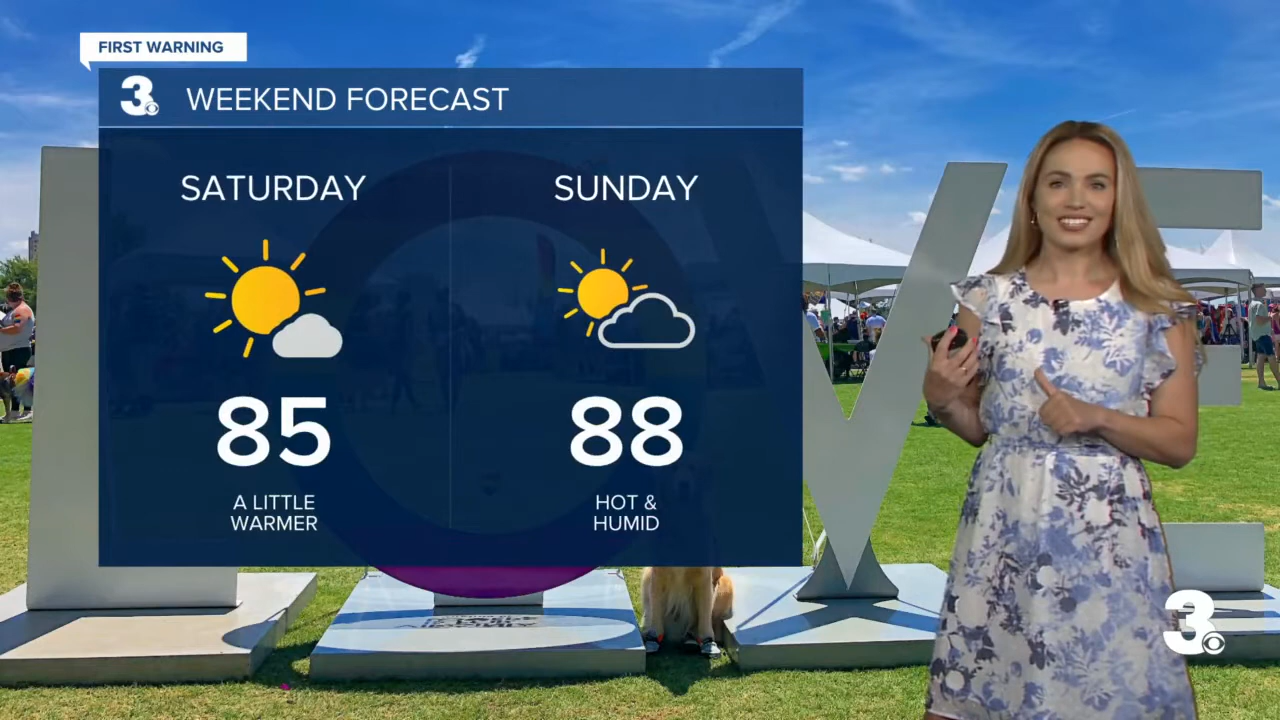 FIRST WARNING
3 WEEKEND FORECAST
SATURDAY
SUNDAY
85
88
A LITTLE
WARMER
HOT &
HUMID
3